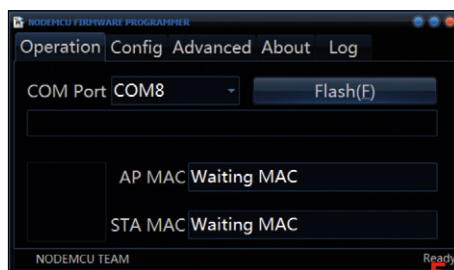 NODEMCU FIRMWARE PROGRAMMER
Operation Config Advanced About Log
COM Port COM8 Flash(F)
AP MAC Waiting MAC
STA MAC Waiting MAC
NODEMCU TEAM Ready